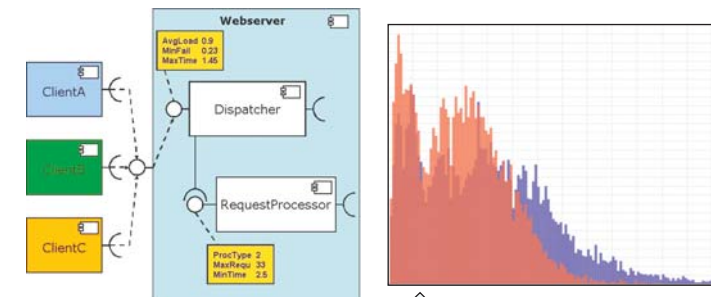 Webserver
AvgLoad 0.9
MinFail 0.23
MaxTime 1.45
ClientA
Dispatcher
ClientB
RequestProcessor
ClientC
ProcType 2
MaxRequ 33
MinTime 2.5